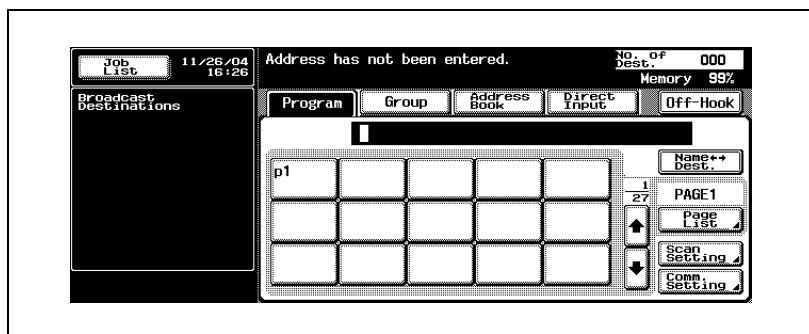 Job
List
11/26/04
16:26
Address has not been entered.
No. of
Dest.
000
Memory 99%
Broadcast
Destinations
Program
Group
Address
Book
Direct
Input
Off-Hook
Name↔
Dest.
p1
1
27
PAGE1
Page
List
Scan
Setting
Comm.
Setting